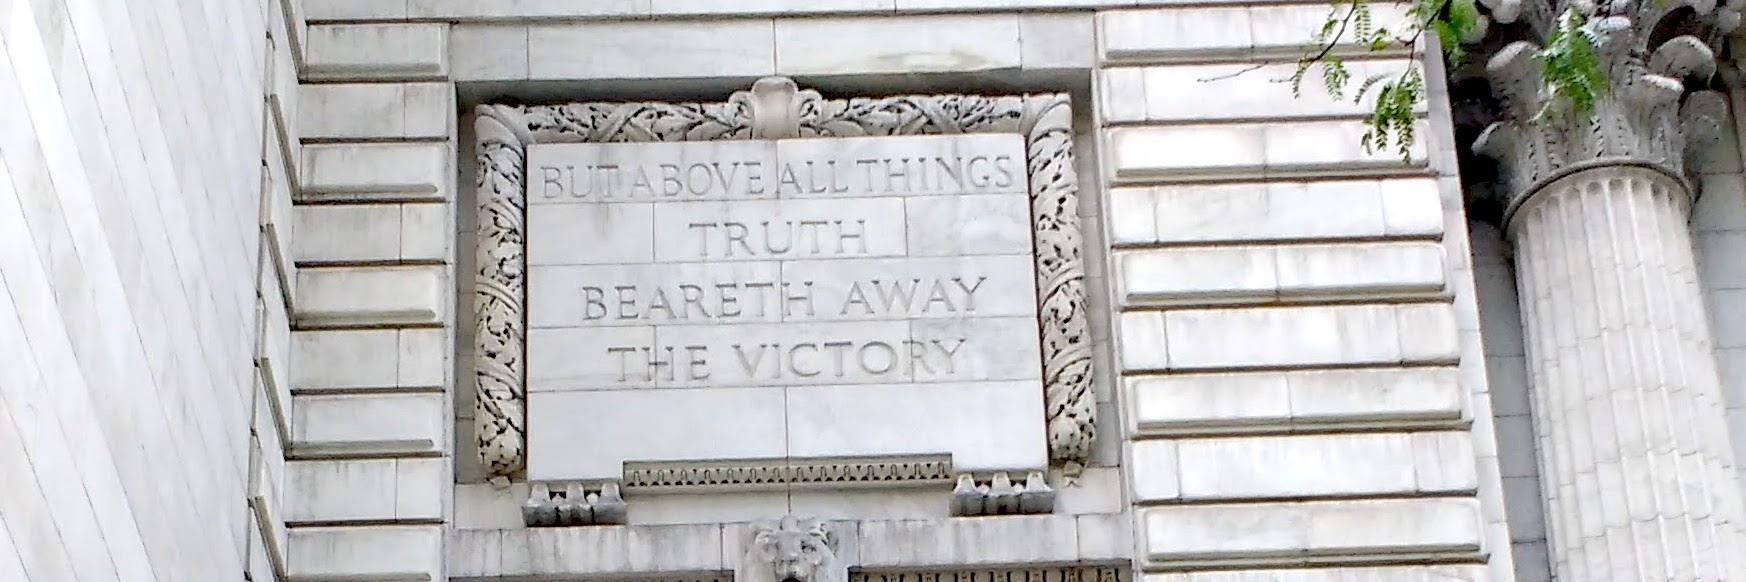 BUT ABOVE ALL THINGS
TRUTH
BEARETH AWAY
THE VICTORY